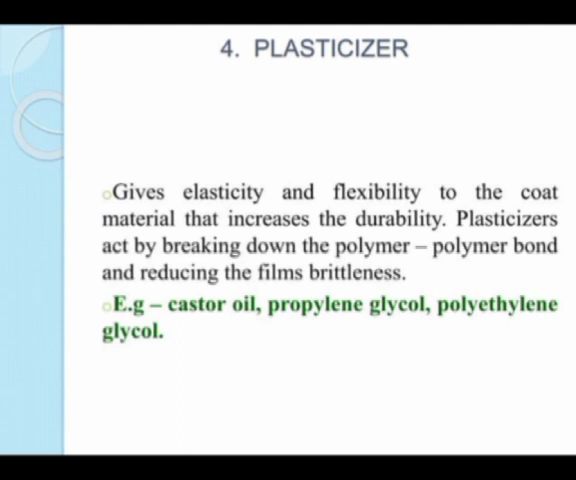 4. PLASTICIZER
Gives elasticity and flexibility to the coat
material that increases the durability. Plasticizers
act by breaking down the polymer – polymer bond
and reducing the films brittleness.
E.g – castor oil, propylene glycol, polyethylene
glycol.